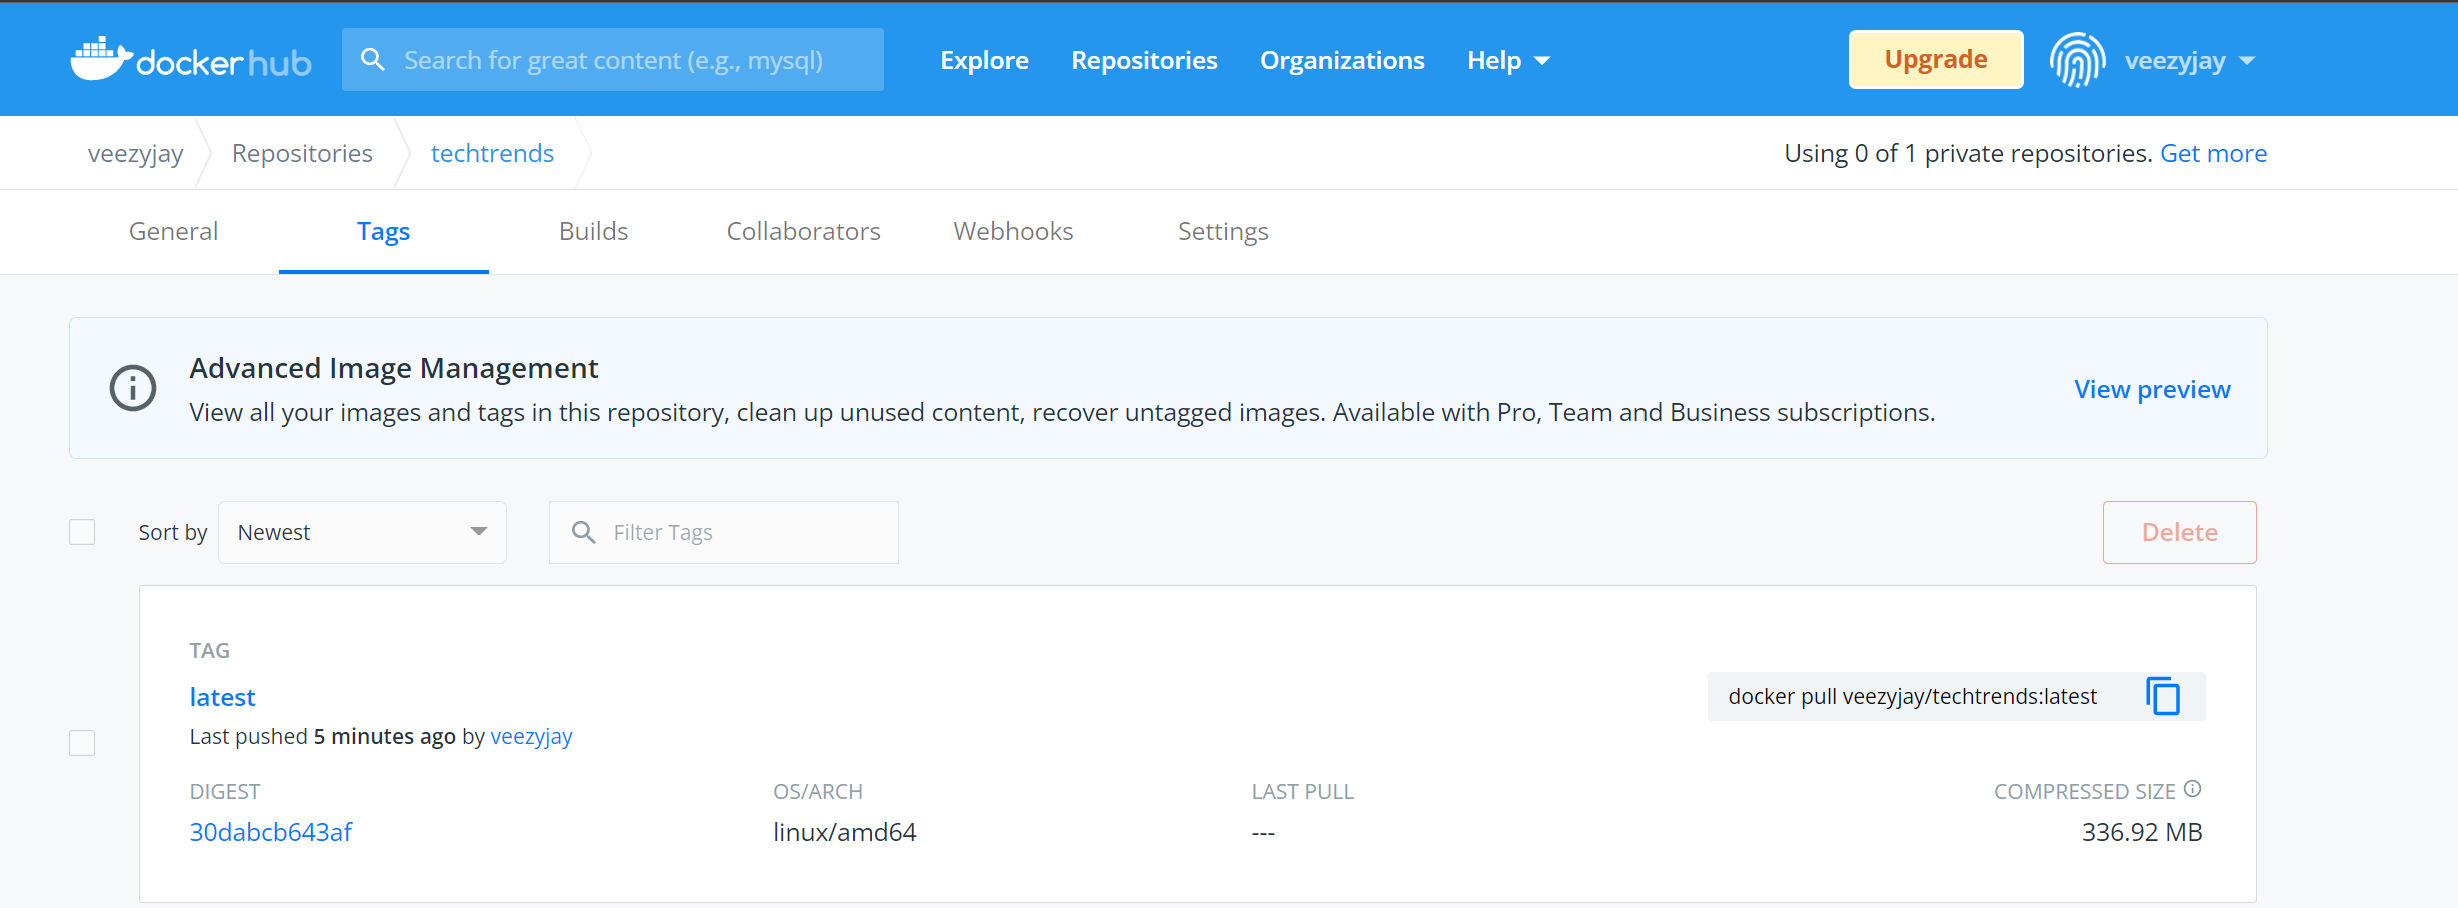 dockerhub Search for great content (e.g., mysql) Explore Repositories Organizations Help Upgrade veezyjay
veezyjay Repositories techtrends Using 0 of 1 private repositories. Get more
General Tags Builds Collaborators Webhooks Settings
Advanced Image Management
View all your images and tags in this repository, clean up unused content, recover untagged images. Available with Pro, Team and Business subscriptions.
View preview
Sort by Newest Filter Tags Delete
TAG
latest
docker pull veezyjay/techtrends:latest
Last pushed 5 minutes ago by veezyjay
DIGEST OS/ARCH LAST PULL COMPRESSED SIZE
30dabcb643af linux/amd64 --- 336.92 MB